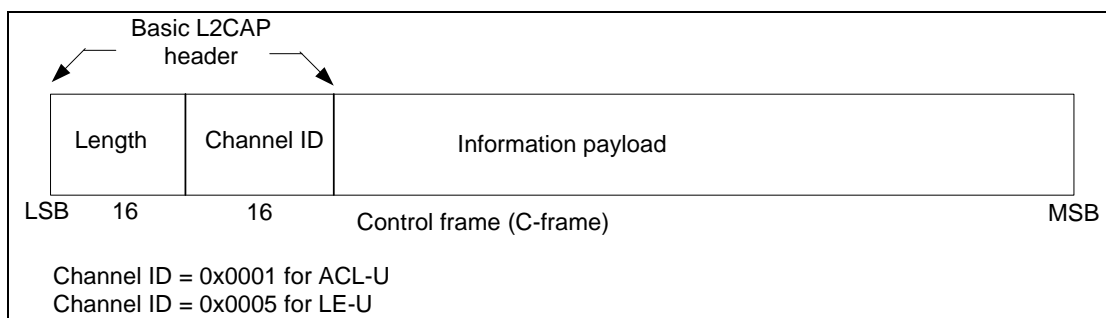 Basic L2CAP
header
Length
Channel ID
Information payload
LSB
16
16
Control frame (C-frame)
MSB
Channel ID = 0x0001 for ACL-U
Channel ID = 0x0005 for LE-U